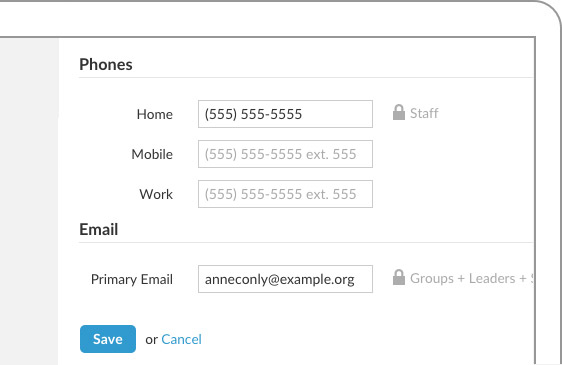 Phones
Home (555) 555-5555 Staff
Mobile (555) 555-5555 ext. 555
Work (555) 555-5555 ext. 555
Email
Primary Email anneconly@example.org Groups + Leaders +
Save or Cancel